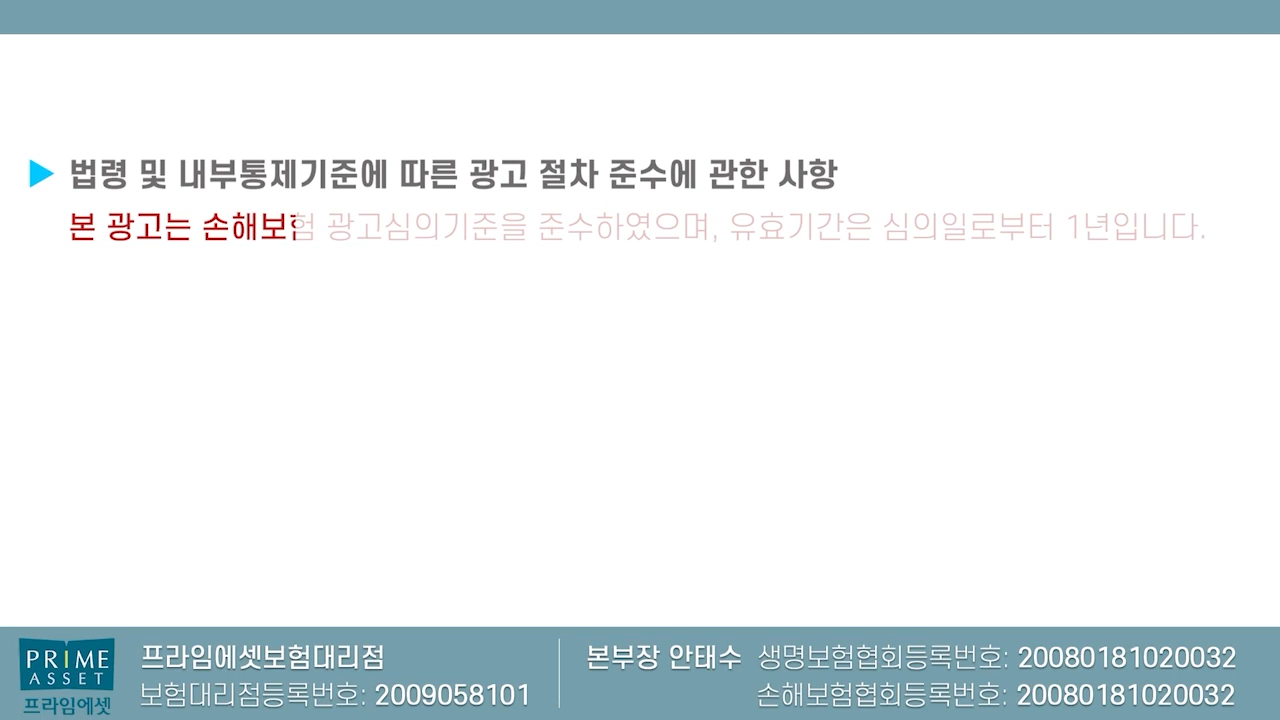 ▶ 법령 및 내부통제기준에 따른 광고 절차 준수에 관한 사항
본 광고는 손해보험 광고심의기준을 준수하였으며, 유효기간은 심의일로부터 1년입니다.
PRIME
ASSET
프라임에셋
프라임에셋보험대리점
보험대리점등록번호: 2009058101
본부장 안태수 생명보험협회등록번호: 20080181020032
손해보험협회등록번호: 20080181020032